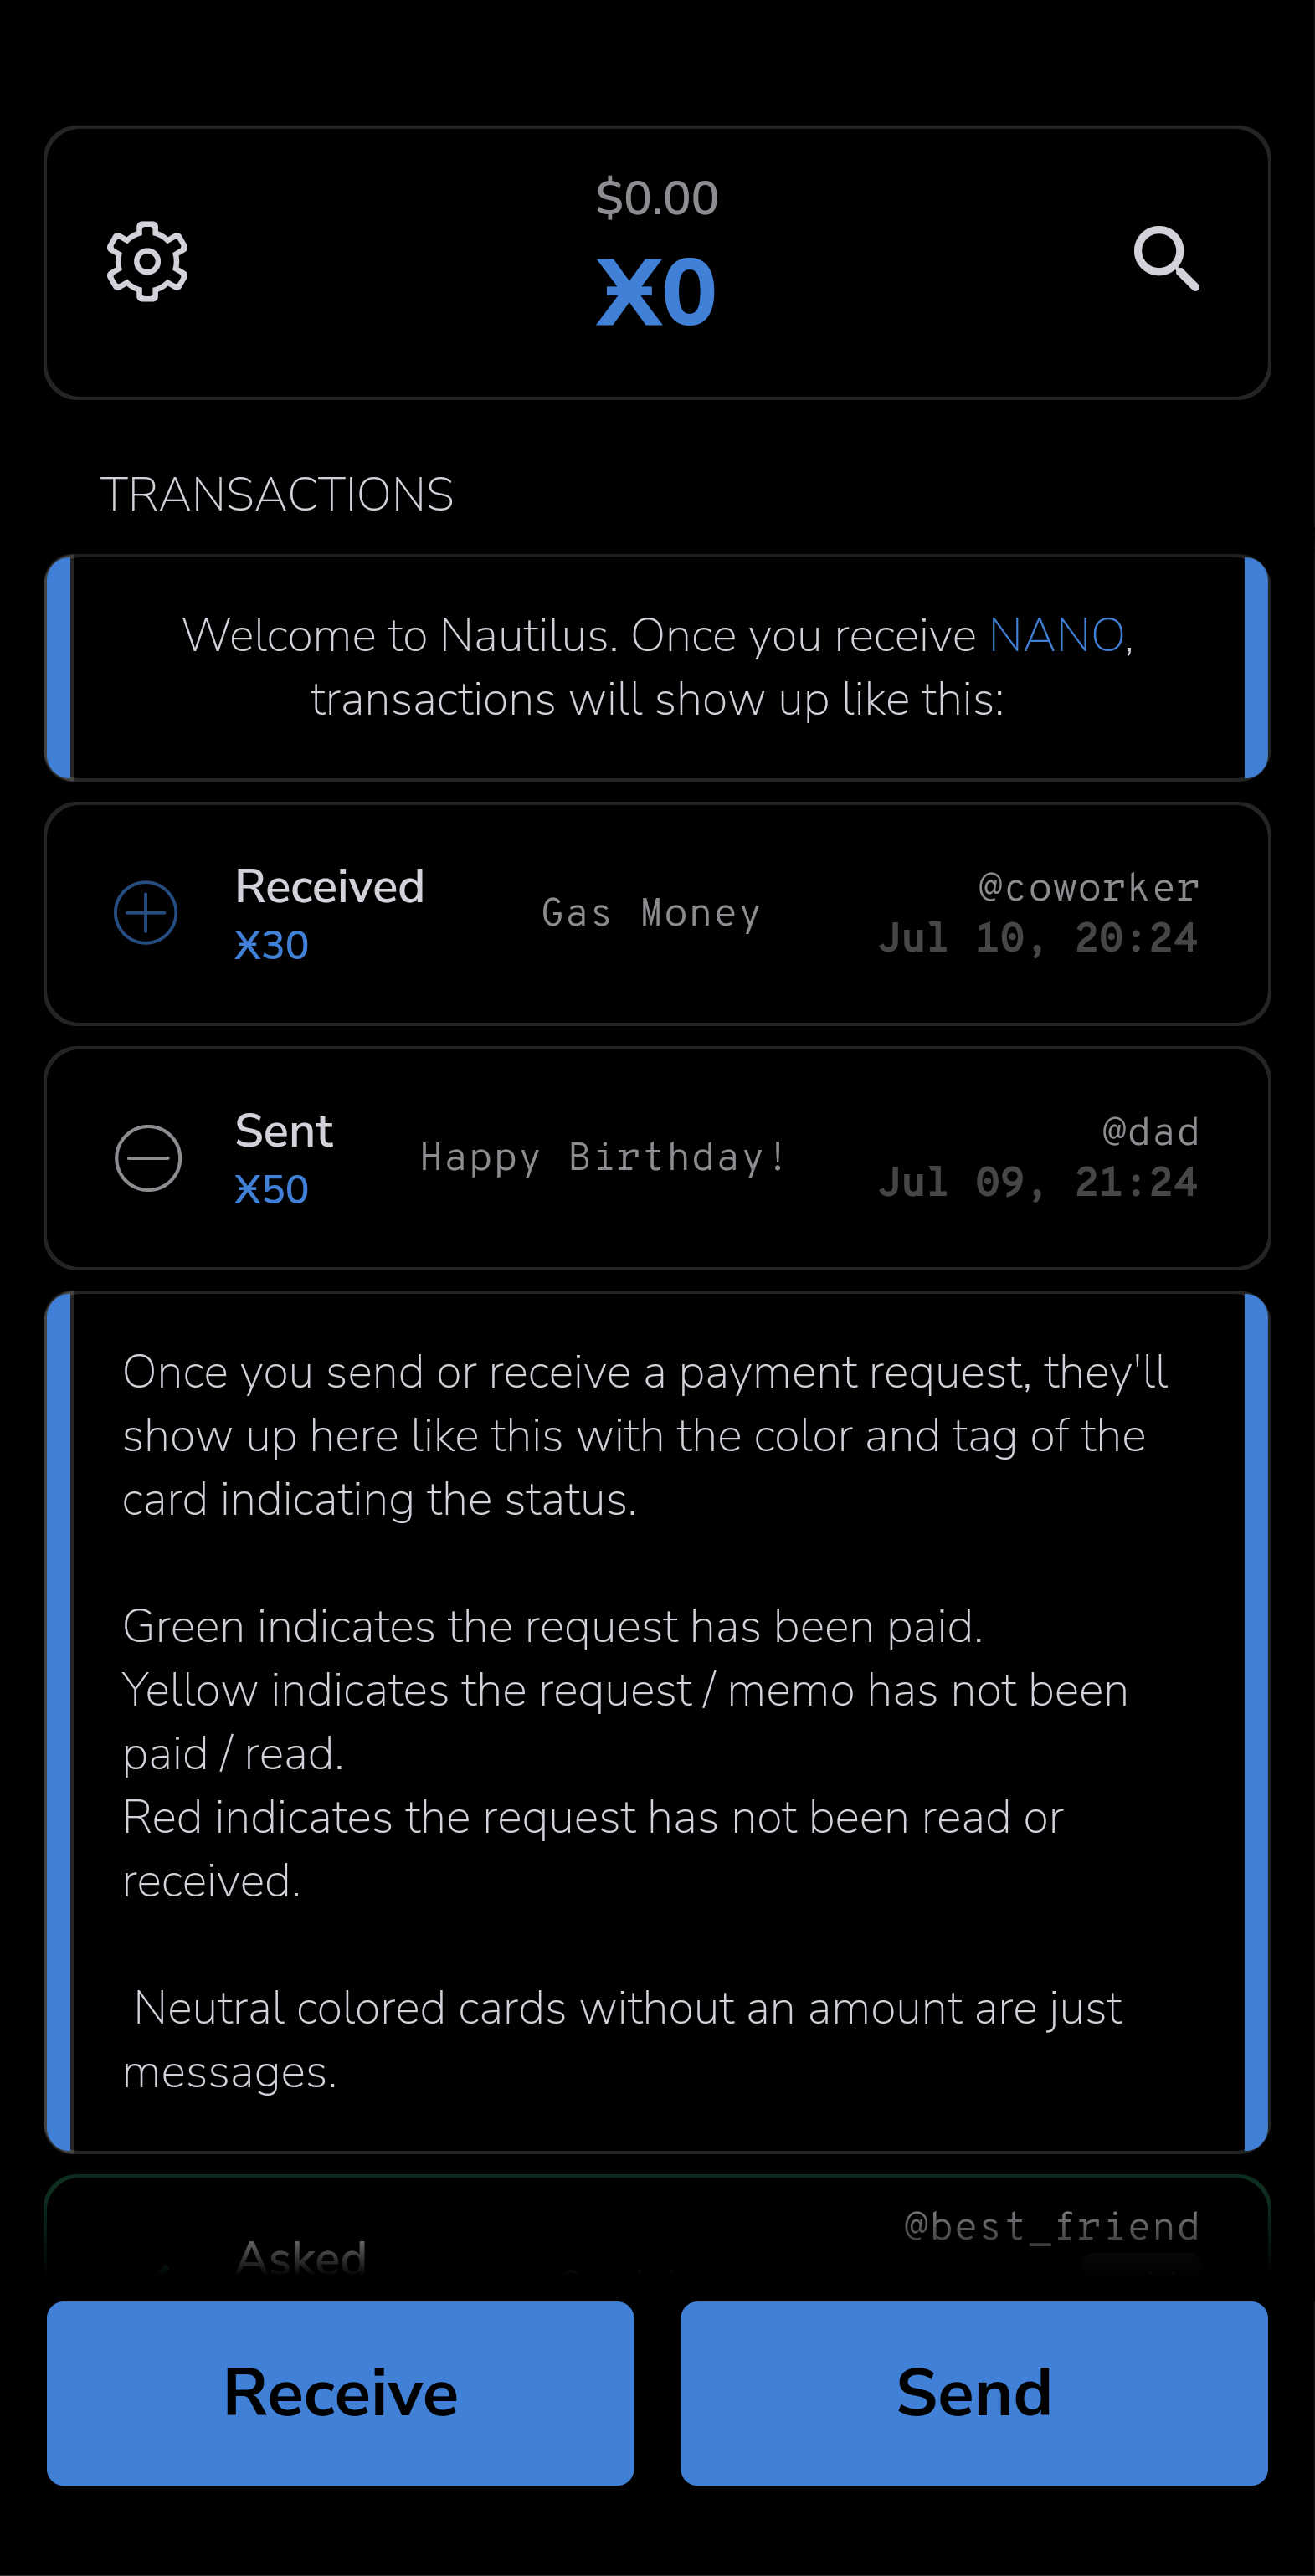 $0.00
Ӿ0
TRANSACTIONS
Welcome to Nautilus. Once you receive NANO,
transactions will show up like this:
Received
Ӿ30
Gas Money
@coworker
Jul 10, 20:24
Sent
Ӿ50
Happy Birthday!
@dad
Jul 09, 21:24
Once you send or receive a payment request, they'll
show up here like this with the color and tag of the
card indicating the status.
Green indicates the request has been paid.
Yellow indicates the request / memo has not been
paid / read.
Red indicates the request has not been read or
received.
Neutral colored cards without an amount are just
messages.
@best_friend
Asked
Receive
Send